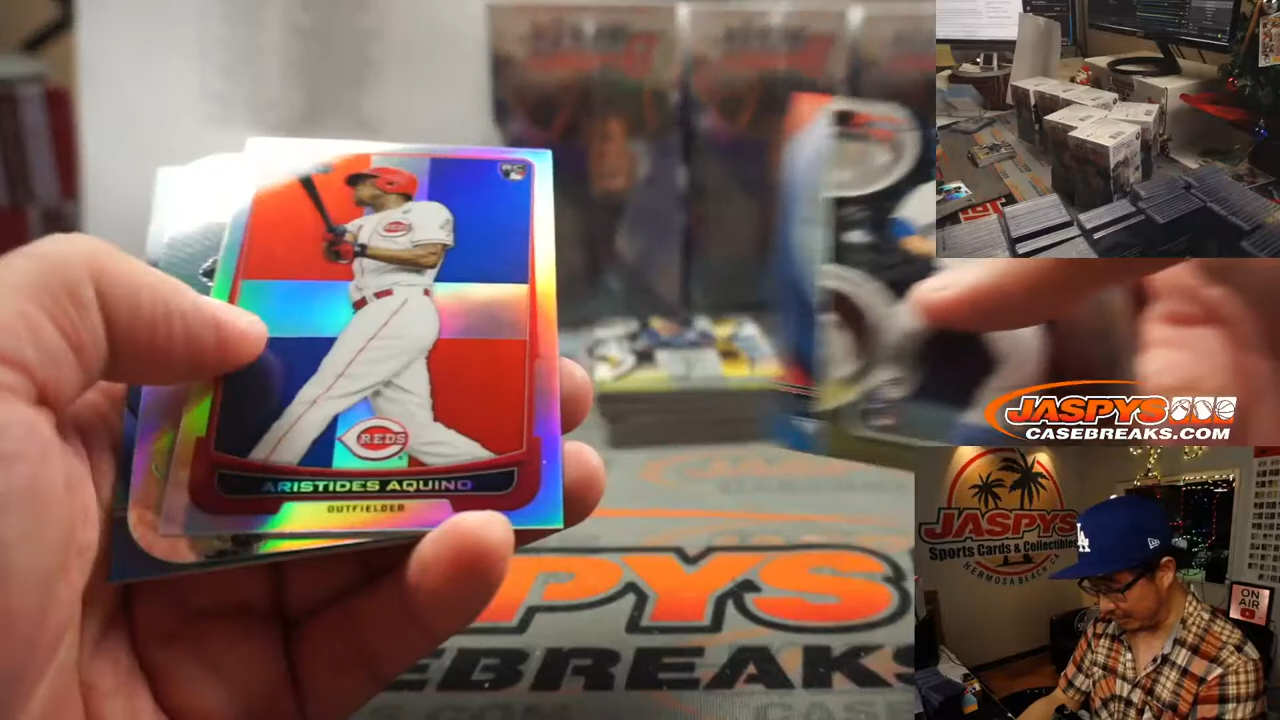 RC
REDS
REDS
ARISTIDES AQUINO
OUTFIELDER
JASPYS
CASEBREAKS.COM
JASPYS
Sports Cards & Collectibles
HERMOSA BEACH, CA
LA
ON
AIR
PYS
EBREAKS